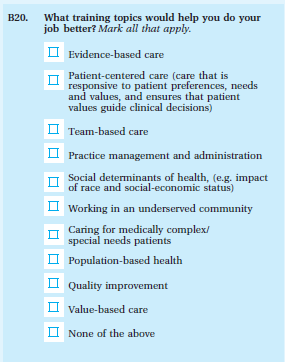 B20. What training topics would help you do your
job better? Mark all that apply.
Evidence-based care
Patient-centered care (care that is
responsive to patient preferences, needs
and values, and ensures that patient
values guide clinical decisions)
Team-based care
Practice management and administration
Social determinants of health, (e.g. impact
of race and social-economic status)
Working in an underserved community
Caring for medically complex/
special needs patients
Population-based health
Quality improvement
Value-based care
None of the above